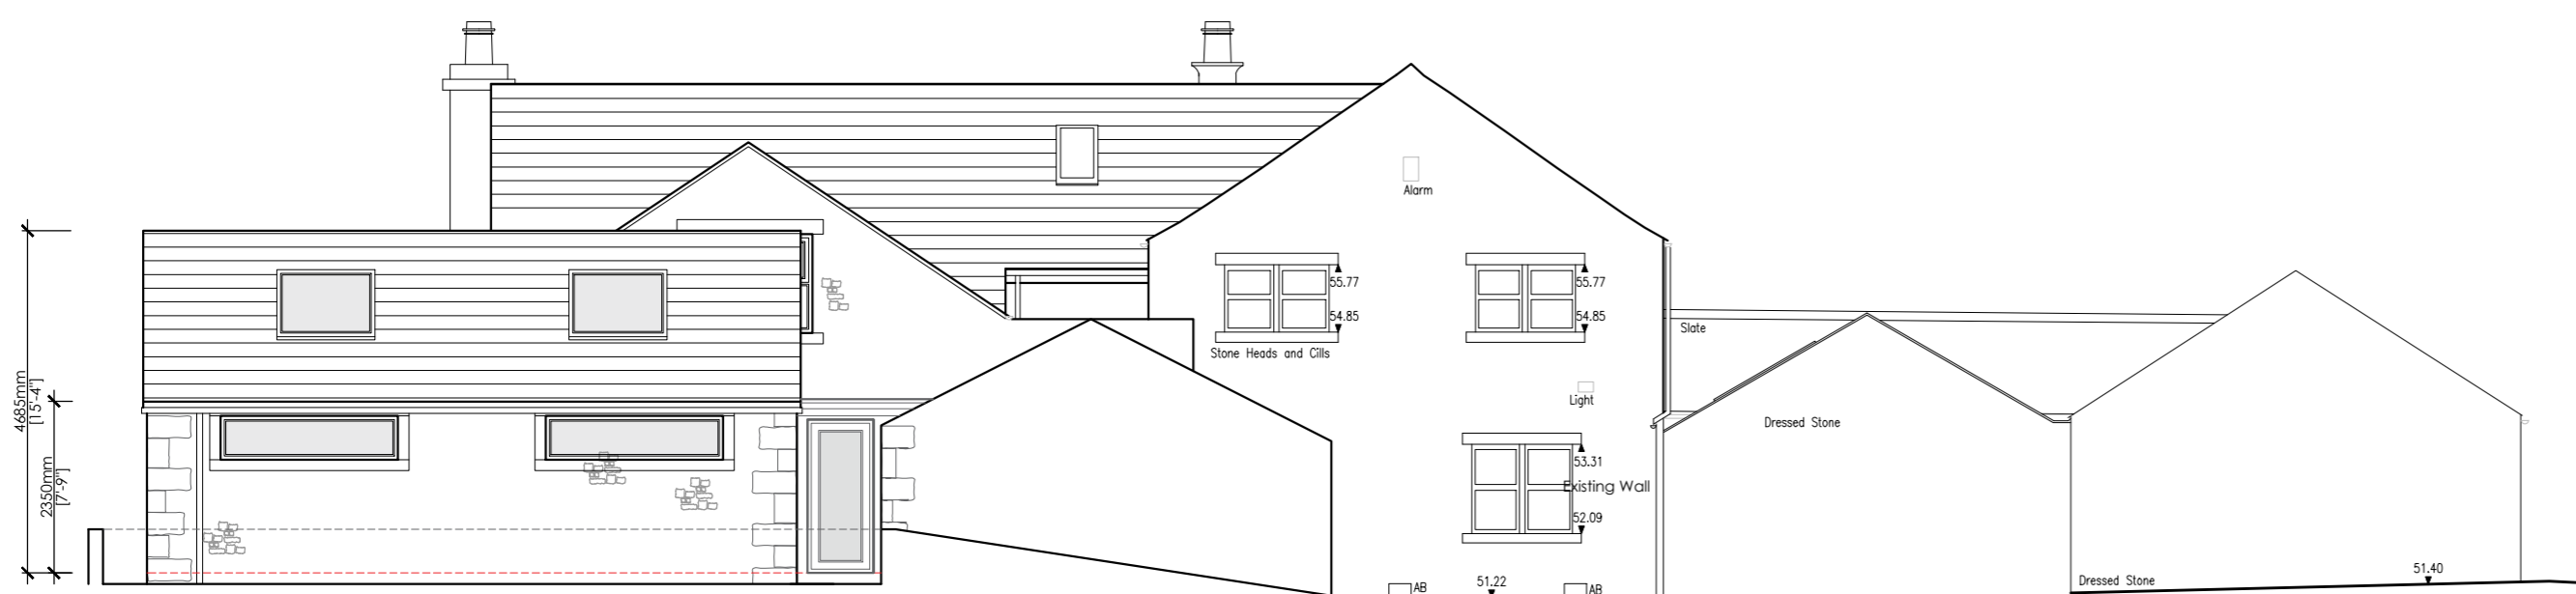 Alarm
55.77
55.77
54.85
54.85
Stone Heads and Cills
Slate
4685mm
[15'-4"]
Light
2350mm
[7'-9"]
Dressed Stone
53.31
Existing Wall
52.09
AB
51.22
AB
Dressed Stone
51.40